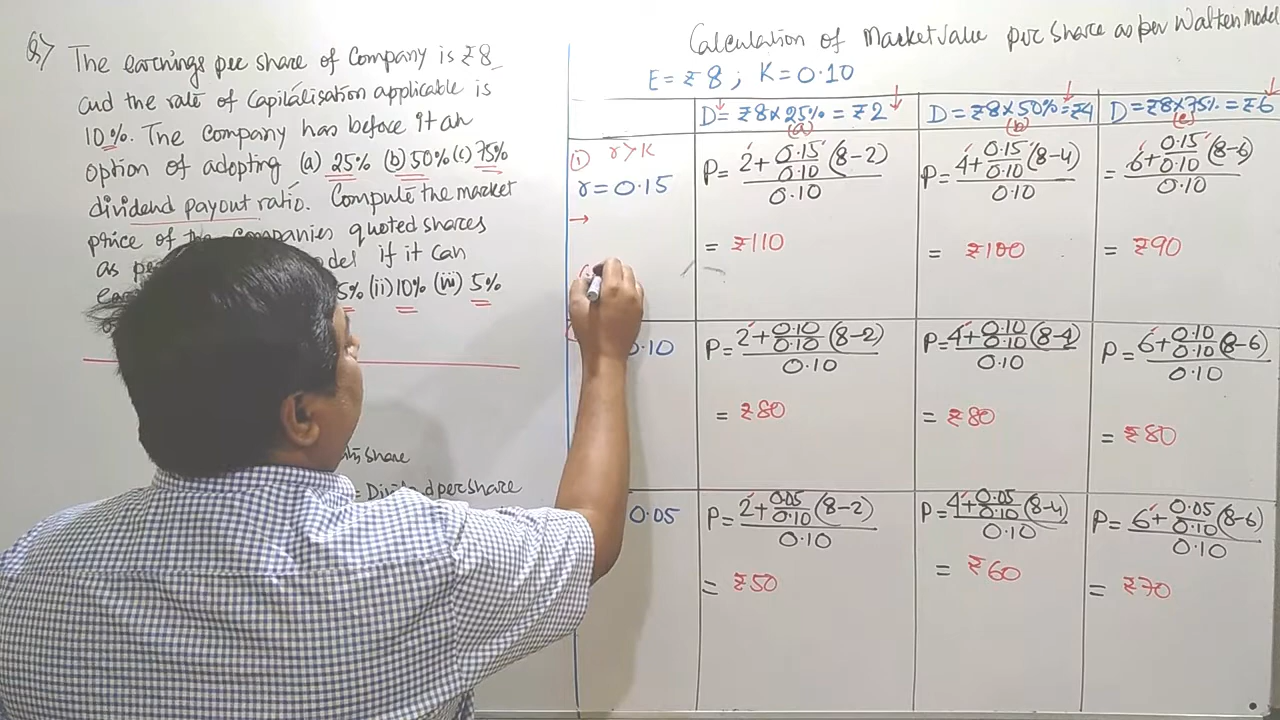 Q>
The earnings per share of Company is ₹8
and the rate of Capitalisation applicable is
10%. The Company has before it an
option of adopting (a) 25% (b) 50% (c) 75%
dividend payout ratio. Compute the market
price of the companies quoted shares
as per model if it can
5% (ii) 10% (iii) 5%
Share
= Dividend per share
Calculation of Market Value per Share as per Walter Model
E = ₹8 ; K = 0.10
D = ₹8×25% = ₹2 D = ₹8×50% = ₹4 D = ₹8×75% = ₹6
(a) (b) (c)
① r>K
r = 0.15 →
P = 2+0.15/0.10(8-2) / 0.10 P = 4+0.15/0.10(8-4) / 0.10 = 6+0.15/0.10(8-6) / 0.10
= ₹110 = ₹100 = ₹90
0.10 P = 2+0.10/0.10(8-2) / 0.10 P = 4+0.10/0.10(8-4) / 0.10 P = 6+0.10/0.10(8-6) / 0.10
= ₹80 = ₹80 = ₹80
0.05 P = 2+0.05/0.10(8-2) / 0.10 P = 4+0.05/0.10(8-4) / 0.10 P = 6+0.05/0.10(8-6) / 0.10
= ₹50 = ₹60 = ₹70